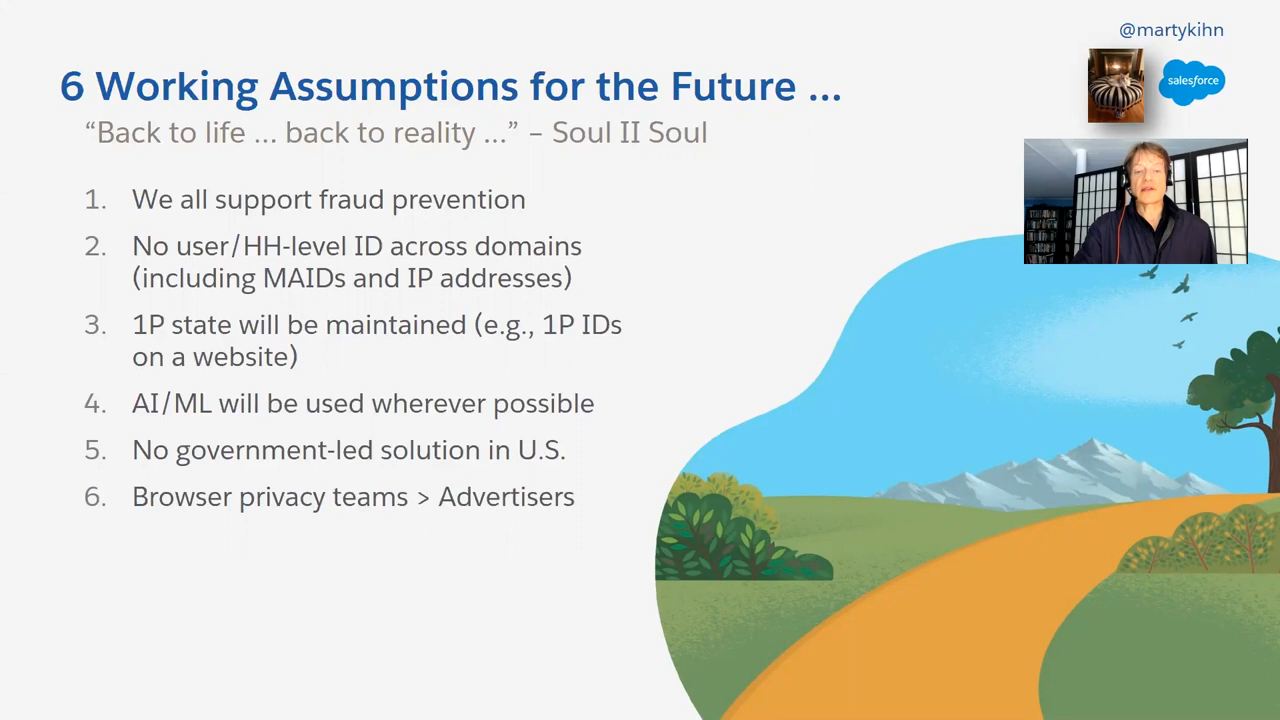 @martykihn
salesforce
6 Working Assumptions for the Future ...
“Back to life ... back to reality ...” – Soul II Soul
1. We all support fraud prevention
2. No user/HH-level ID across domains
(including MAIDs and IP addresses)
3. 1P state will be maintained (e.g., 1P IDs
on a website)
4. AI/ML will be used wherever possible
5. No government-led solution in U.S.
6. Browser privacy teams > Advertisers